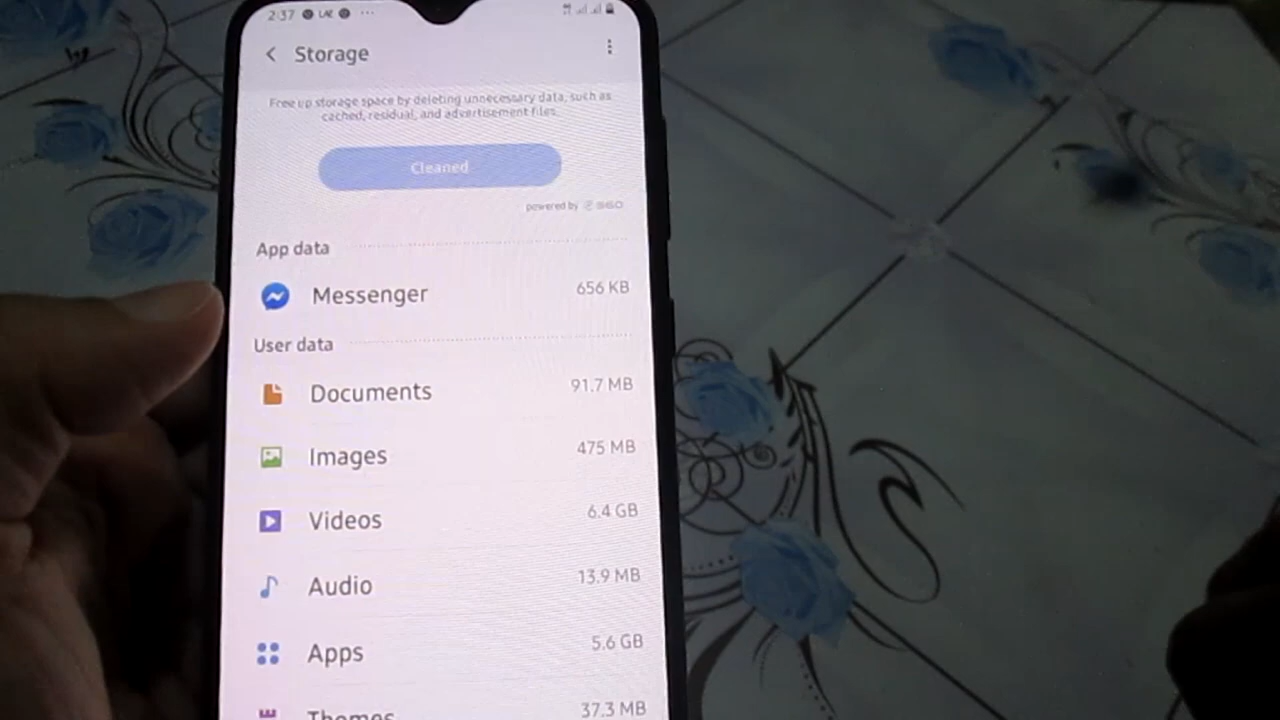 2:37
Storage
Free up storage space by deleting unnecessary data, such as
cached, residual, and advertisement files.
Cleaned
powered by 360
App data
Messenger 656 KB
User data
Documents 91.7 MB
Images 475 MB
Videos 6.4 GB
Audio 13.9 MB
Apps 5.6 GB
Themes 37.3 MB